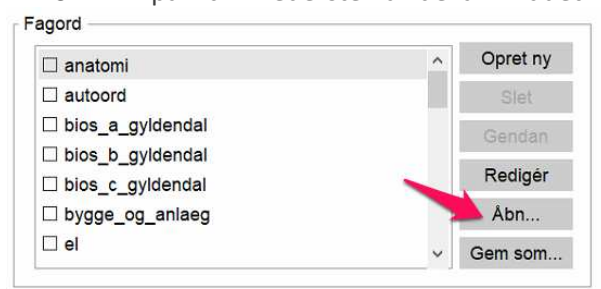 Fagord
anatomi
autoord
bios_a_gyldendal
bios_b_gyldendal
bios_c_gyldendal
bygge_og_anlaeg
el
Opret ny
Slet
Gendan
Redigér
Åbn...
Gem som...